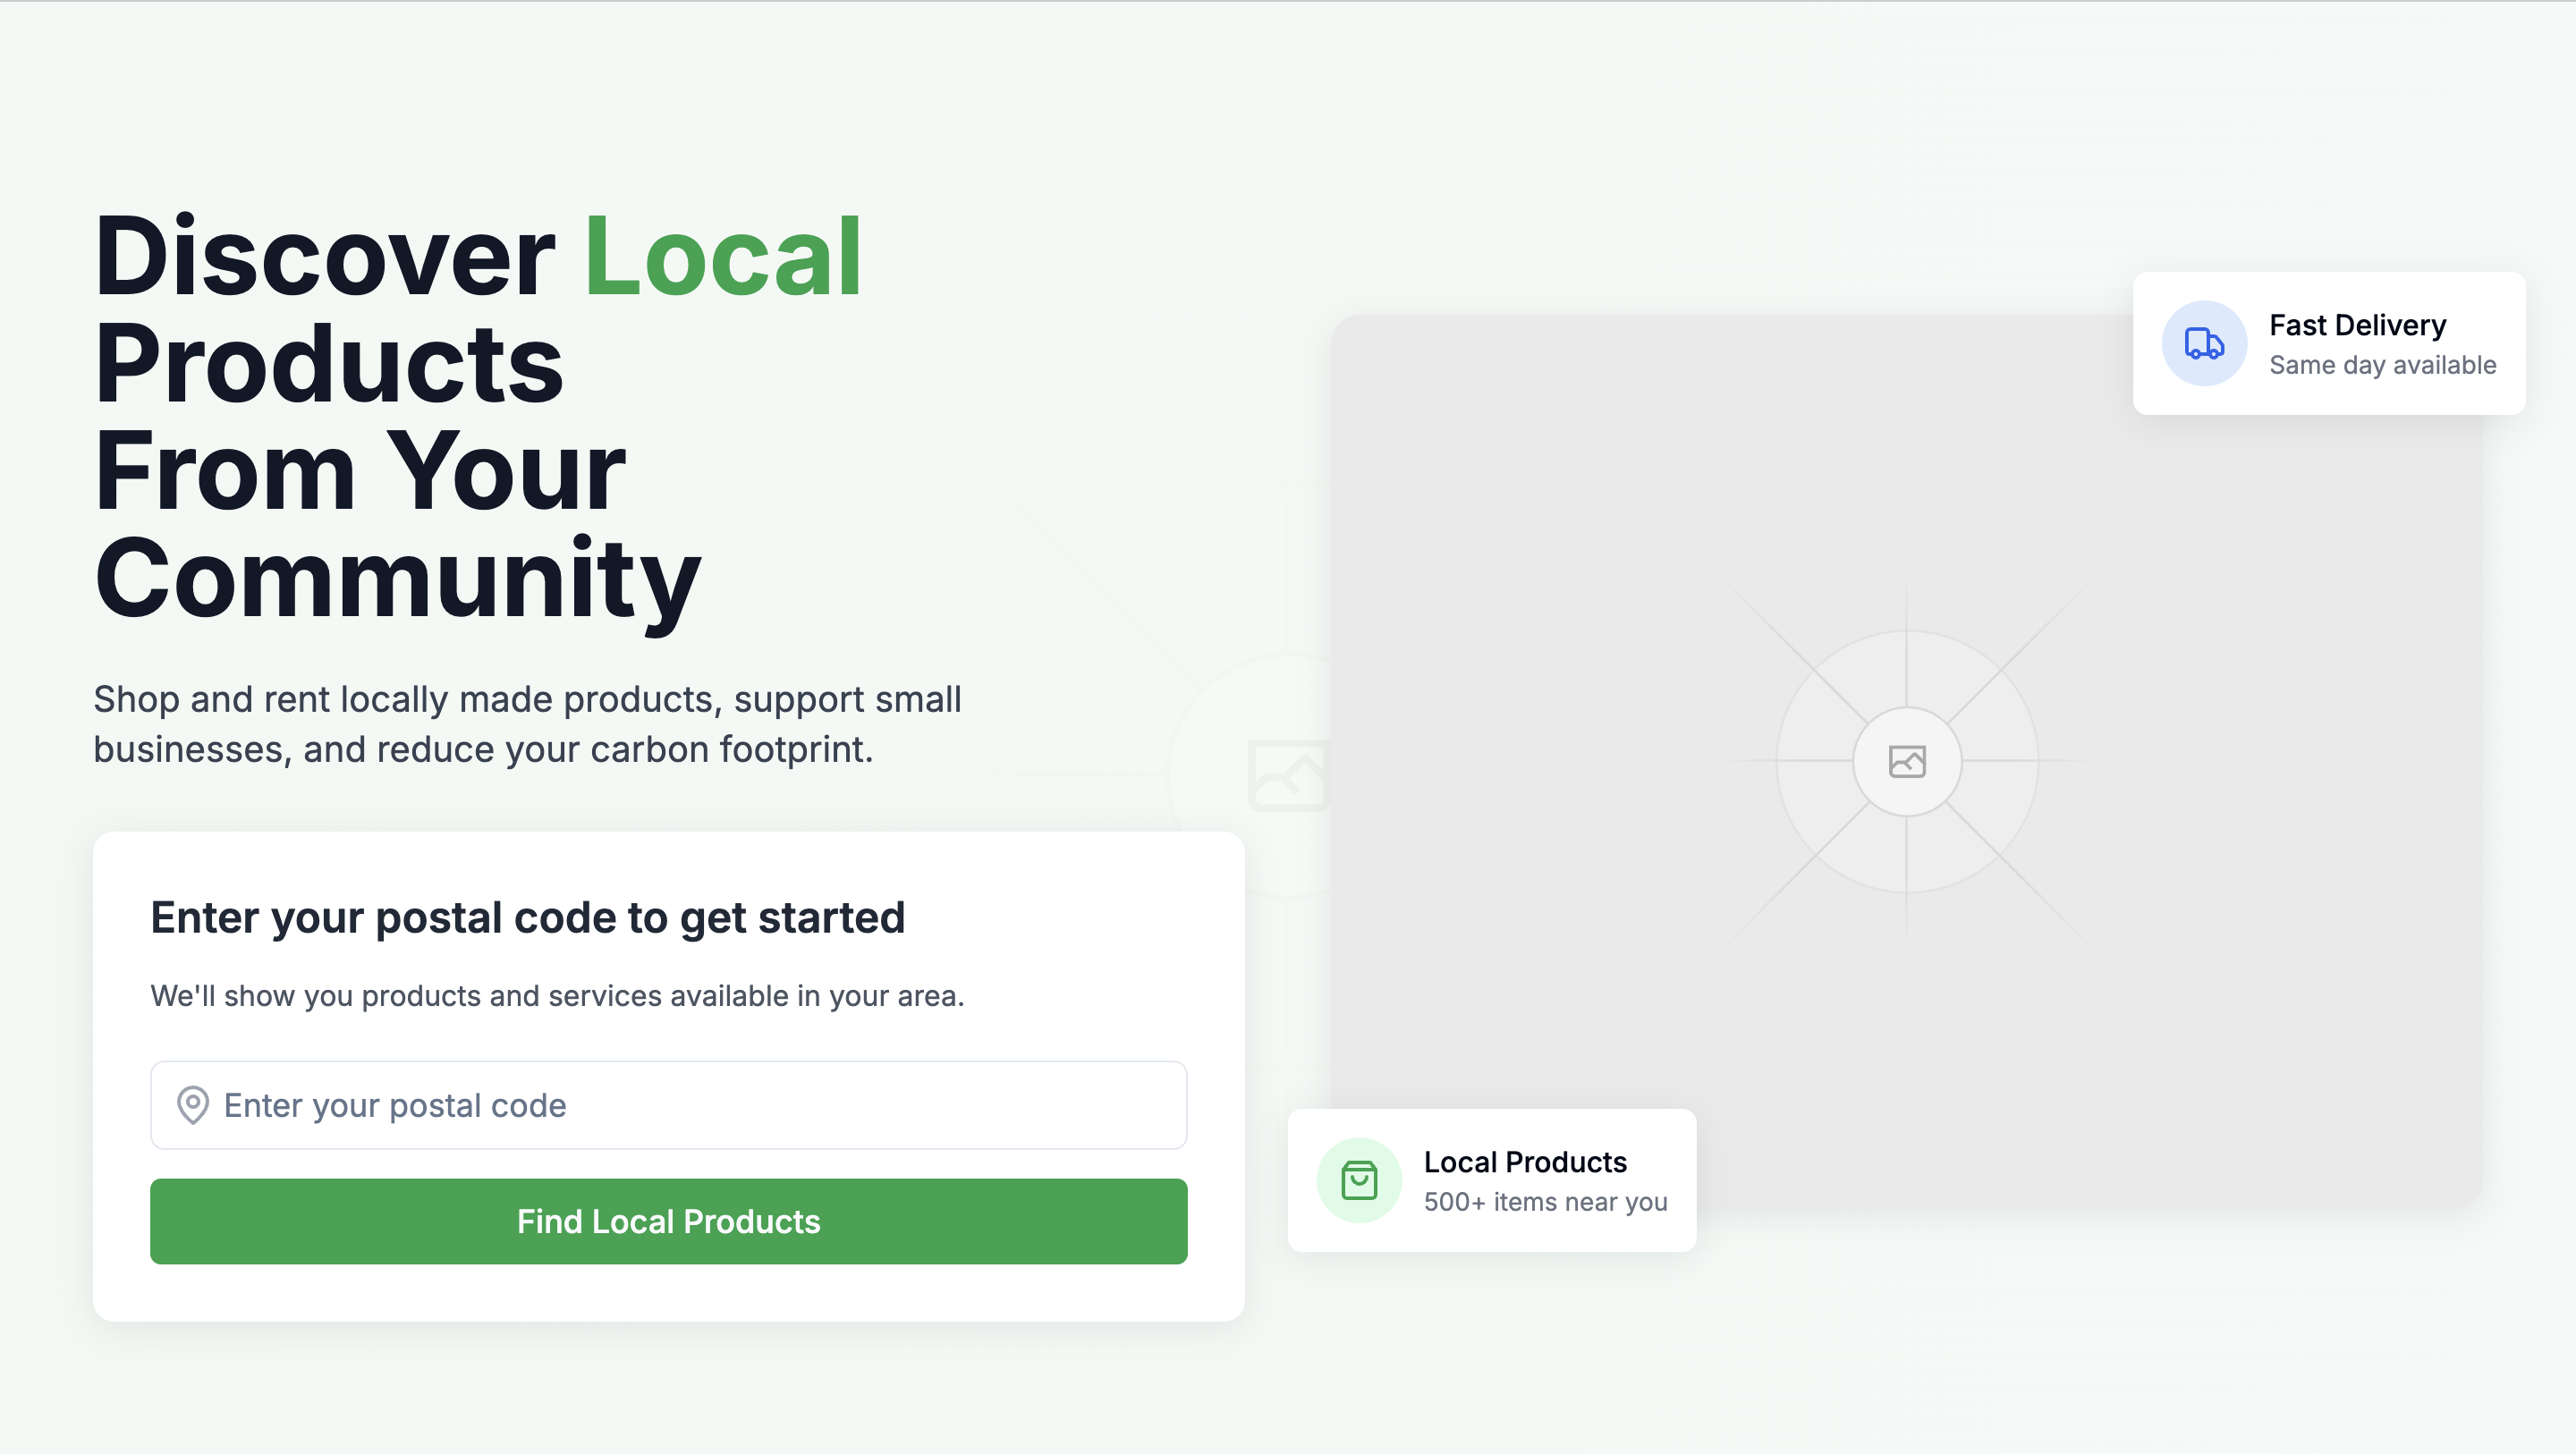 Discover Local
Products
From Your
Community
Shop and rent locally made products, support small
businesses, and reduce your carbon footprint.
Enter your postal code to get started
We'll show you products and services available in your area.
Enter your postal code
Find Local Products
Fast Delivery
Same day available
Local Products
500+ items near you